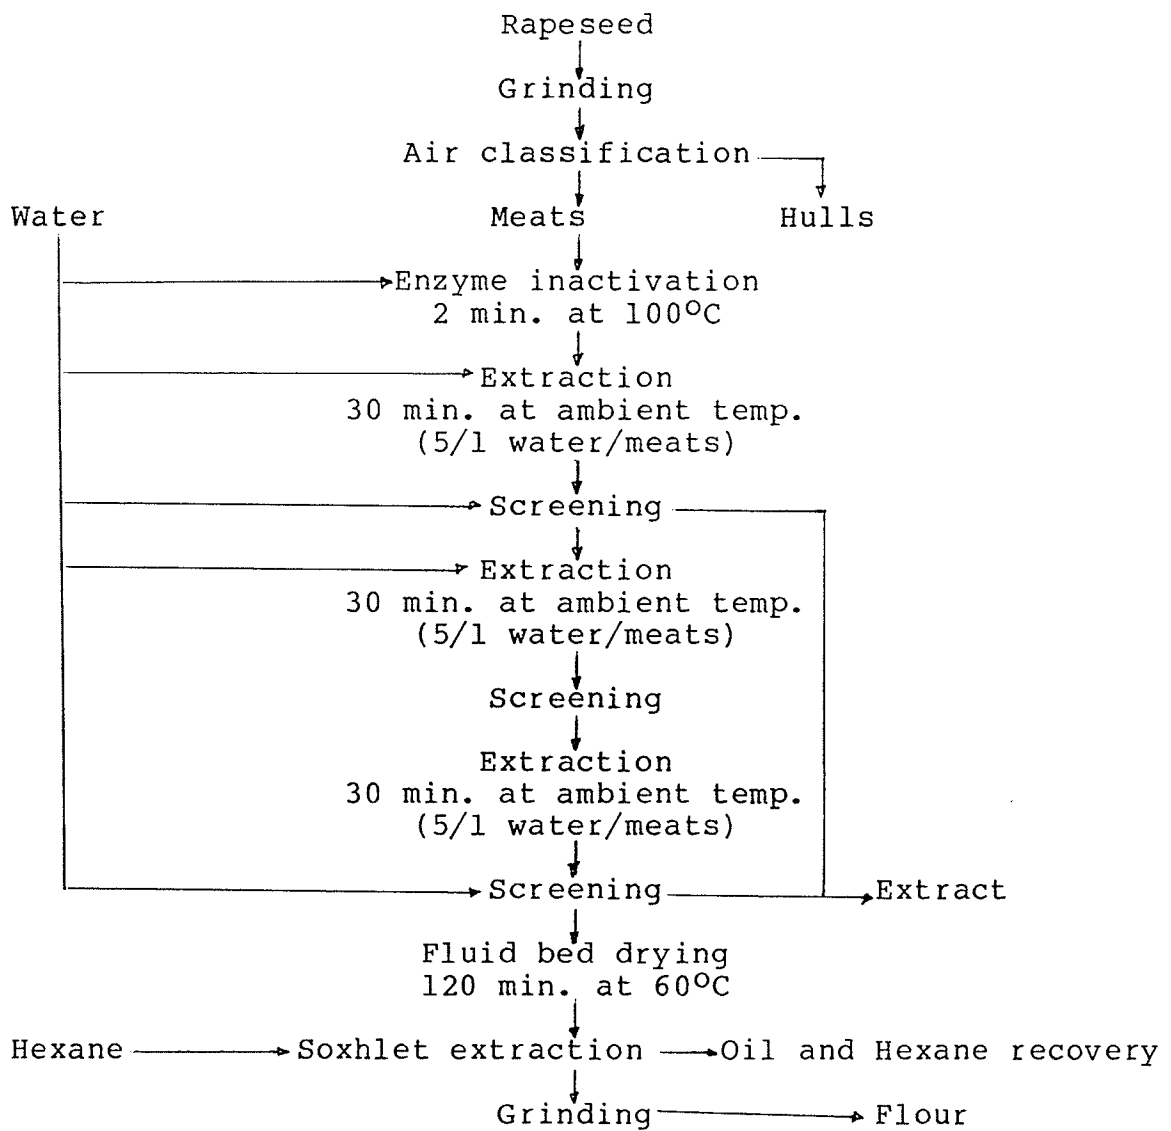 Rapeseed
Grinding
Air classification
Water Meats Hulls
Enzyme inactivation
2 min. at 100°C
Extraction
30 min. at ambient temp.
(5/1 water/meats)
Screening
Extraction
30 min. at ambient temp.
(5/1 water/meats)
Screening
Extraction
30 min. at ambient temp.
(5/1 water/meats)
Screening Extract
Fluid bed drying
120 min. at 60°C
Hexane Soxhlet extraction Oil and Hexane recovery
Grinding Flour